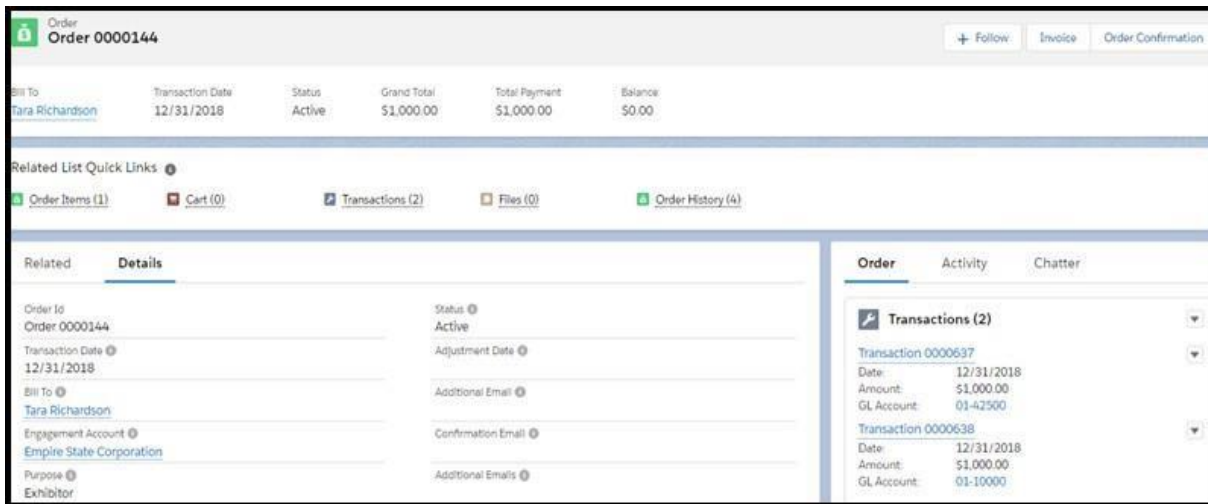 Order
Order 0000144
+ Follow Invoice Order Confirmation
Bill To Transaction Date Status Grand Total Total Payment Balance
Tara Richardson 12/31/2018 Active $1,000.00 $1,000.00 $0.00
Related List Quick Links
Order Items (1) Cart (0) Transactions (2) Files (0) Order History (4)
Related Details
Order Id
Order 0000144
Status
Active
Transaction Date
12/31/2018
Adjustment Date
Bill To
Tara Richardson
Additional Email
Engagement Account
Empire State Corporation
Confirmation Email
Purpose
Exhibitor
Additional Emails
Order Activity Chatter
Transactions (2)
Transaction 0000637
Date: 12/31/2018
Amount: $1,000.00
GL Account: 01-42500
Transaction 0000638
Date: 12/31/2018
Amount: $1,000.00
GL Account: 01-10000